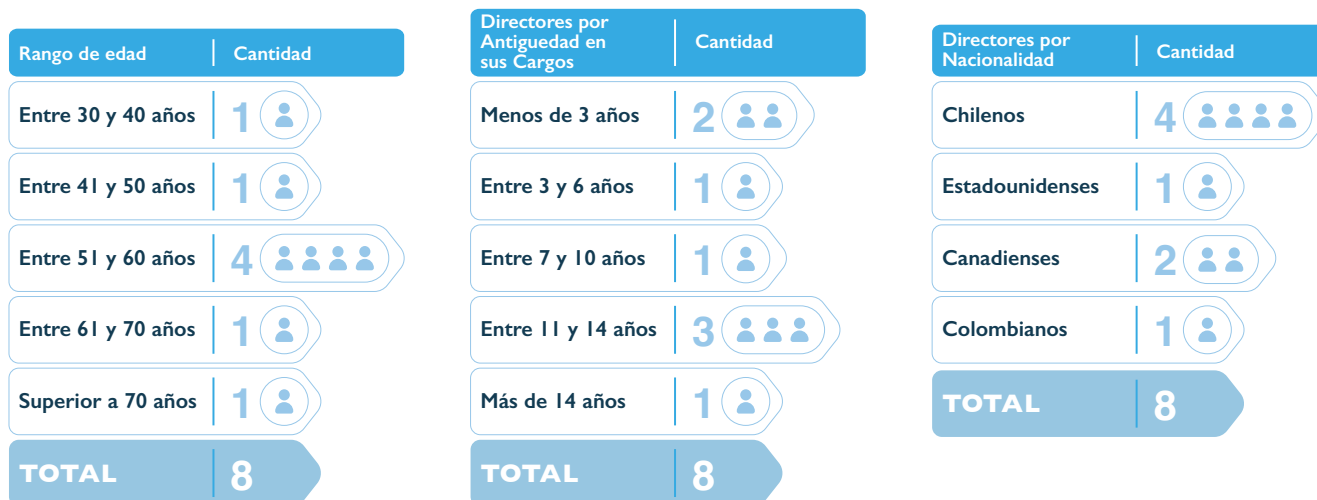 Rango de edad Cantidad
Entre 30 y 40 años 1
Entre 41 y 50 años 1
Entre 51 y 60 años 4
Entre 61 y 70 años 1
Superior a 70 años 1
TOTAL 8
Directores por
Antiguedad en
sus Cargos
Cantidad
Menos de 3 años 2
Entre 3 y 6 años 1
Entre 7 y 10 años 1
Entre 11 y 14 años 3
Más de 14 años 1
TOTAL 8
Directores por
Nacionalidad
Cantidad
Chilenos 4
Estadounidenses 1
Canadienses 2
Colombianos 1
TOTAL 8